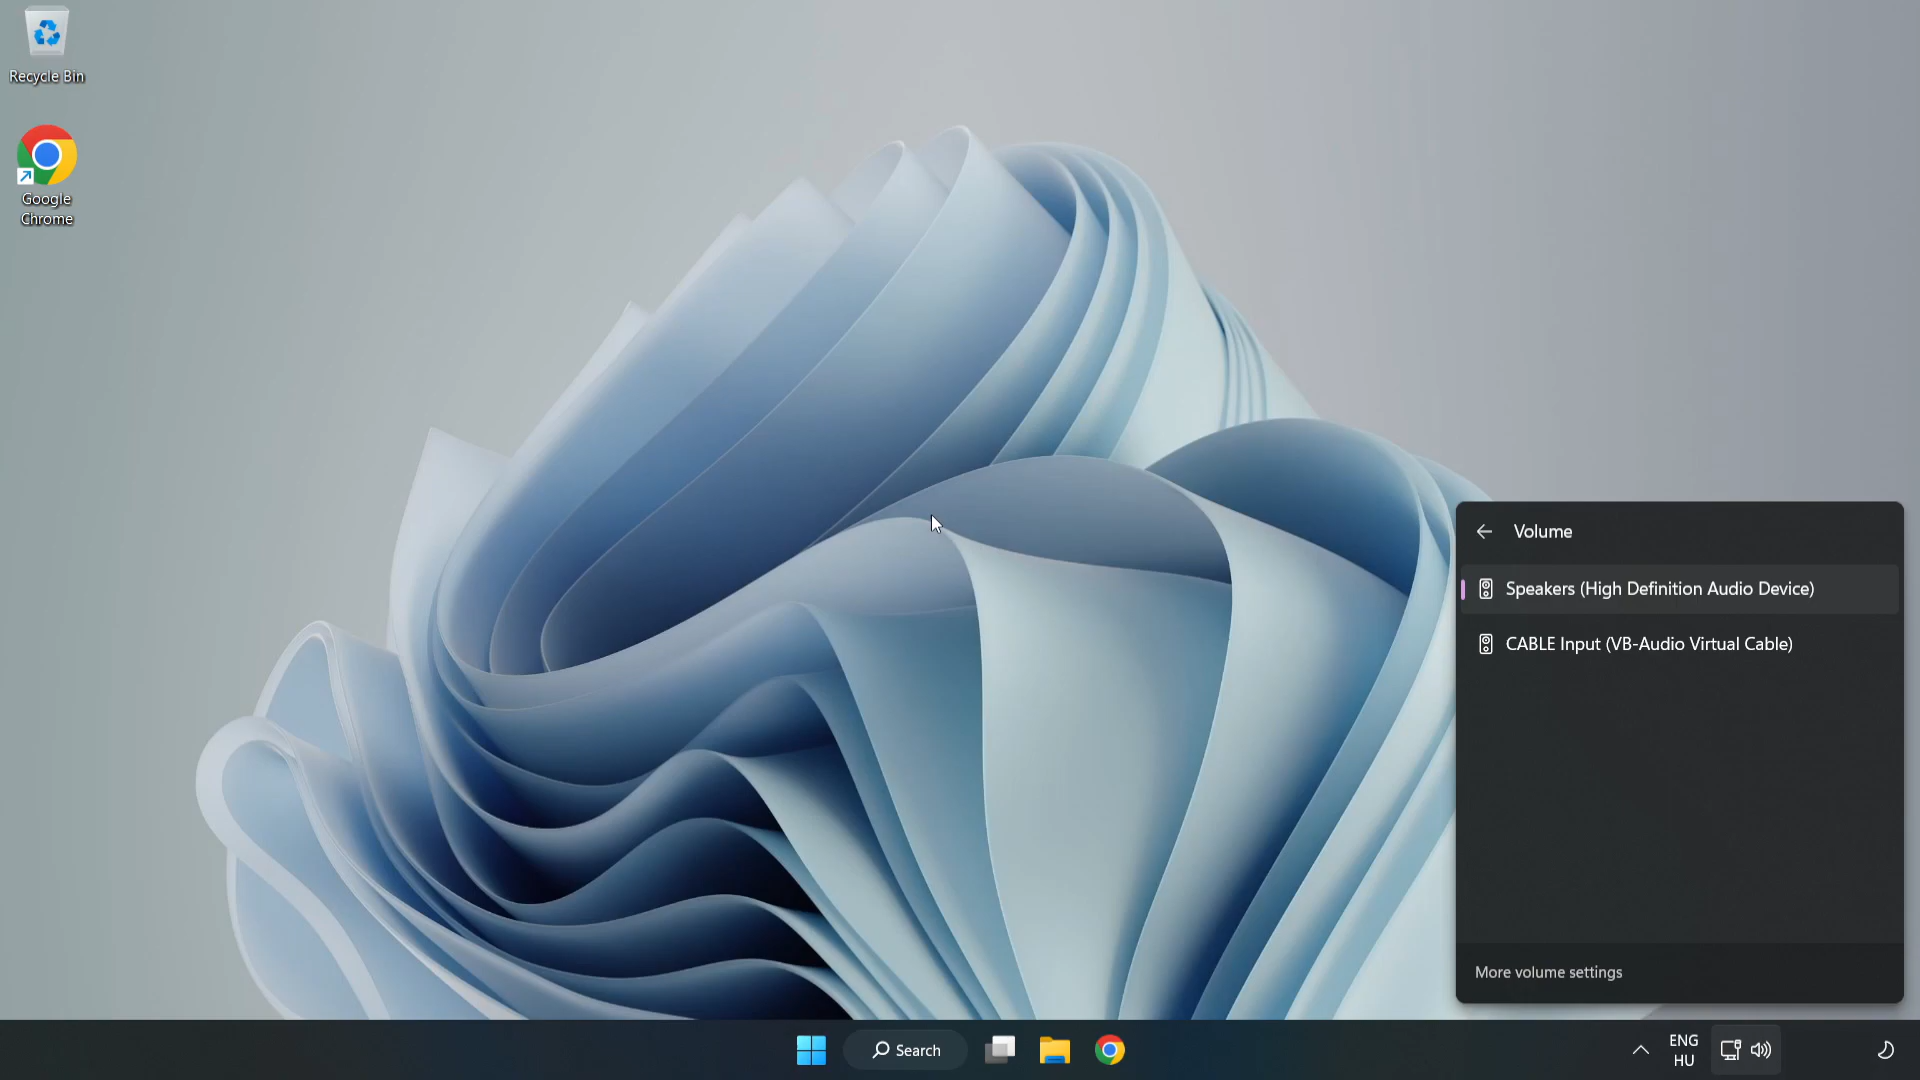 Recycle Bin
Google
Chrome
Volume
Speakers (High Definition Audio Device)
CABLE Input (VB-Audio Virtual Cable)
More volume settings
Search
ENG
HU